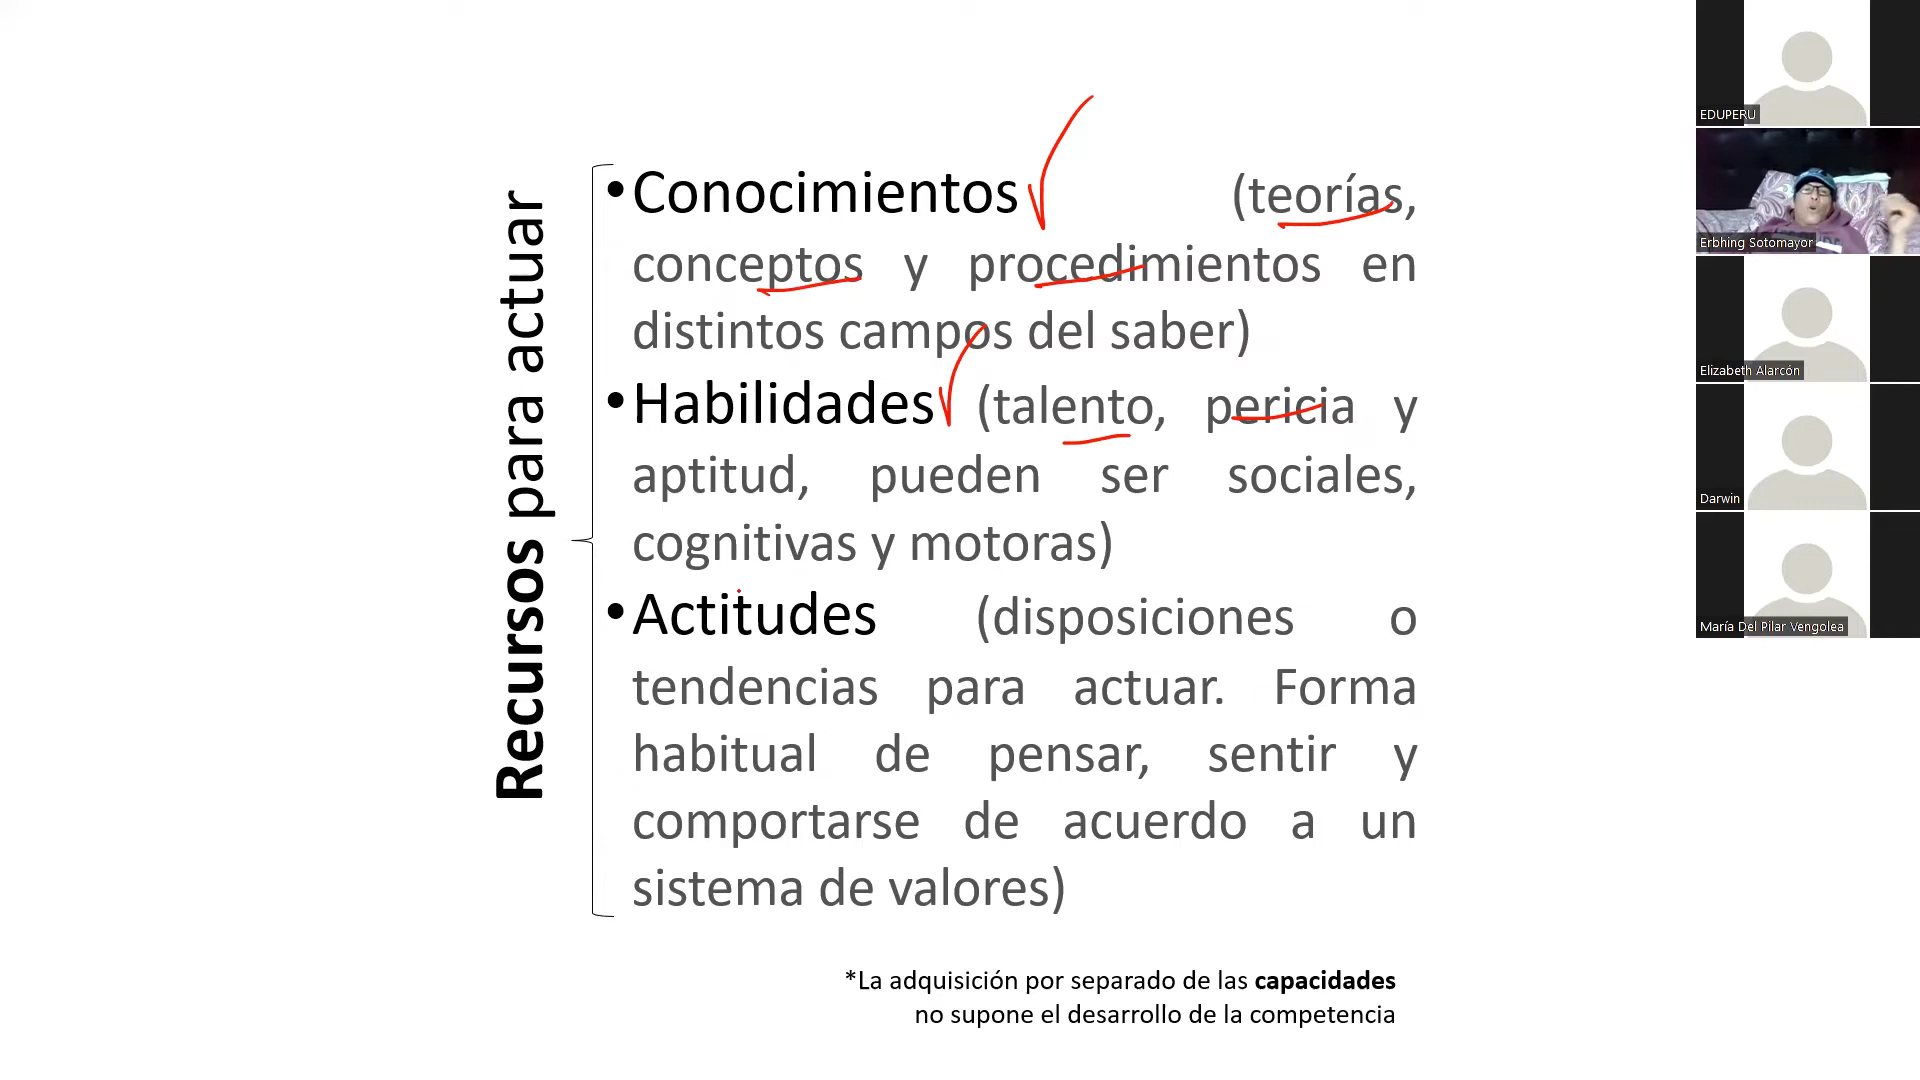 Recursos para actuar
•Conocimientos (teorías,
conceptos y procedimientos en
distintos campos del saber)
•Habilidades (talento, pericia y
aptitud, pueden ser sociales,
cognitivas y motoras)
•Actitudes (disposiciones o
tendencias para actuar. Forma
habitual de pensar, sentir y
comportarse de acuerdo a un
sistema de valores)
*La adquisición por separado de las capacidades
no supone el desarrollo de la competencia
EDUPERU
Erbhing Sotomayor
Elizabeth Alarcón
Darwin
María Del Pilar Vengolea